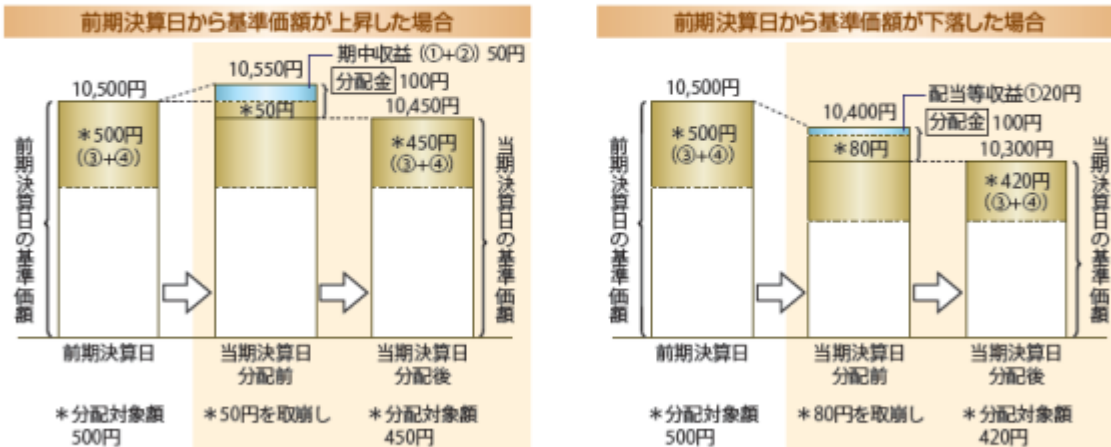 前期決算日から基準価額が上昇した場合
期中収益（①+②）50円
10,550円
分配金 100円
10,500円
＊50円
10,450円
＊500円
（③+④）
＊450円
（③+④）
前期決算日の基準価額
当期決算日の基準価額
前期決算日
当期決算日
分配前
当期決算日
分配後
＊分配対象額
500円
＊50円を取崩し
＊分配対象額
450円
前期決算日から基準価額が下落した場合
10,500円
配当等収益①20円
10,400円
分配金 100円
＊500円
（③+④）
＊80円
10,300円
＊420円
（③+④）
前期決算日の基準価額
当期決算日の基準価額
前期決算日
当期決算日
分配前
当期決算日
分配後
＊分配対象額
500円
＊80円を取崩し
＊分配対象額
420円